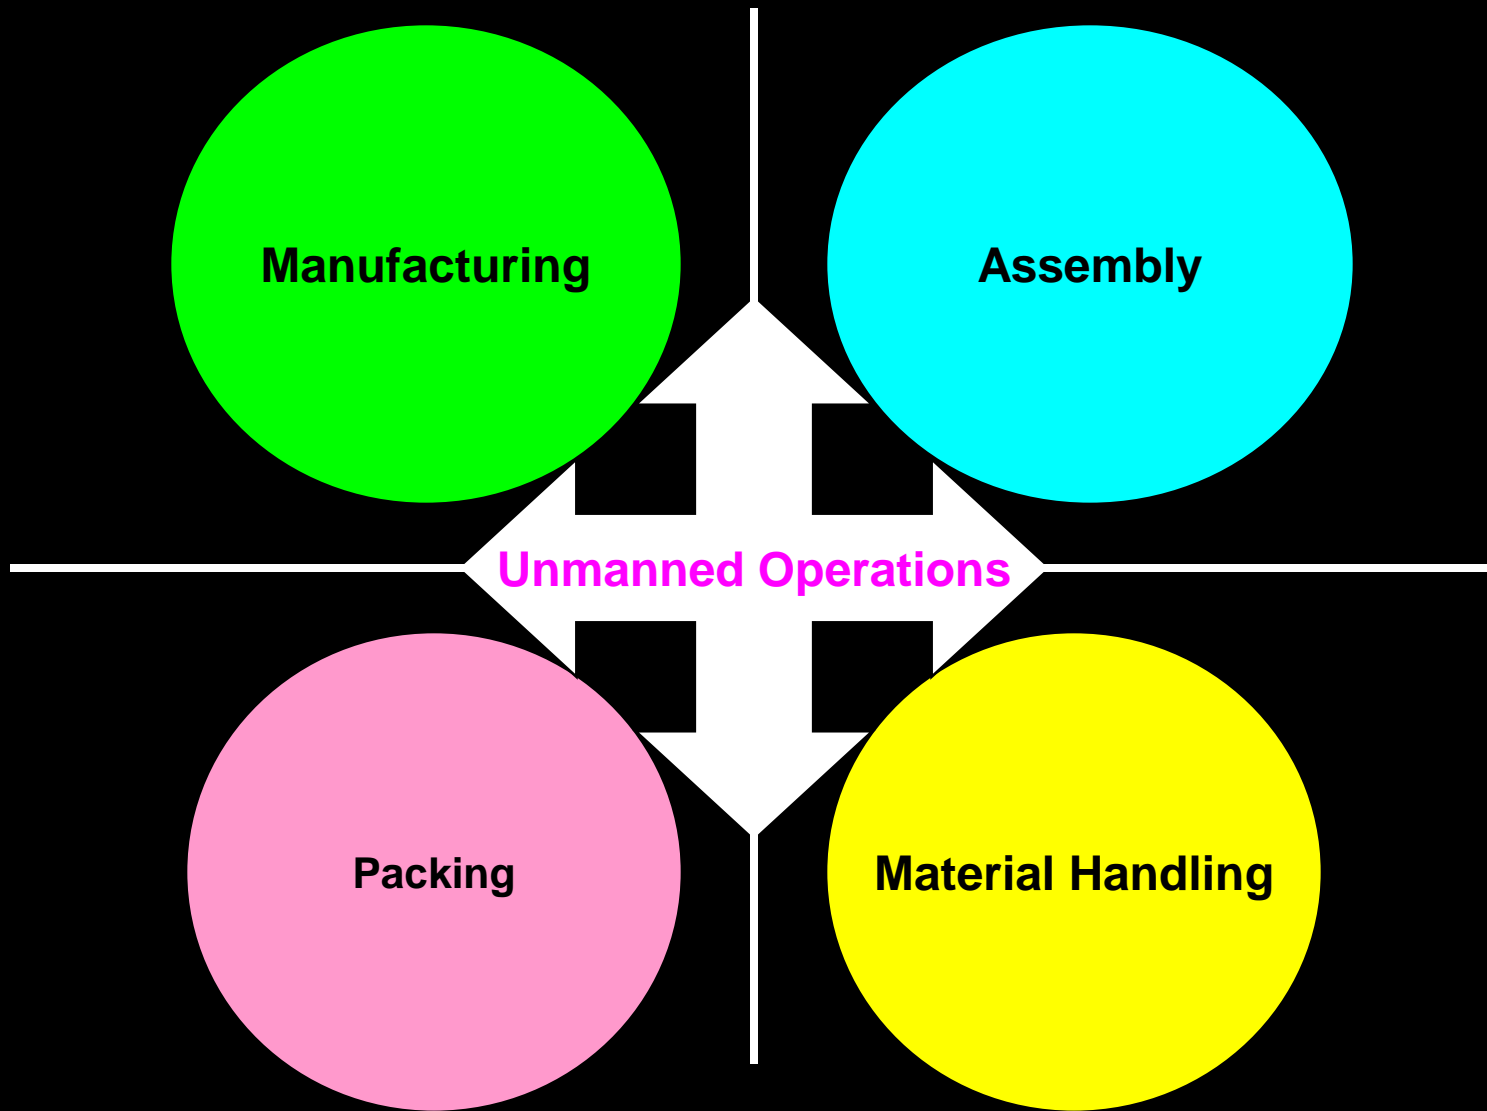 Manufacturing
Assembly
Unmanned Operations
Packing
Material Handling